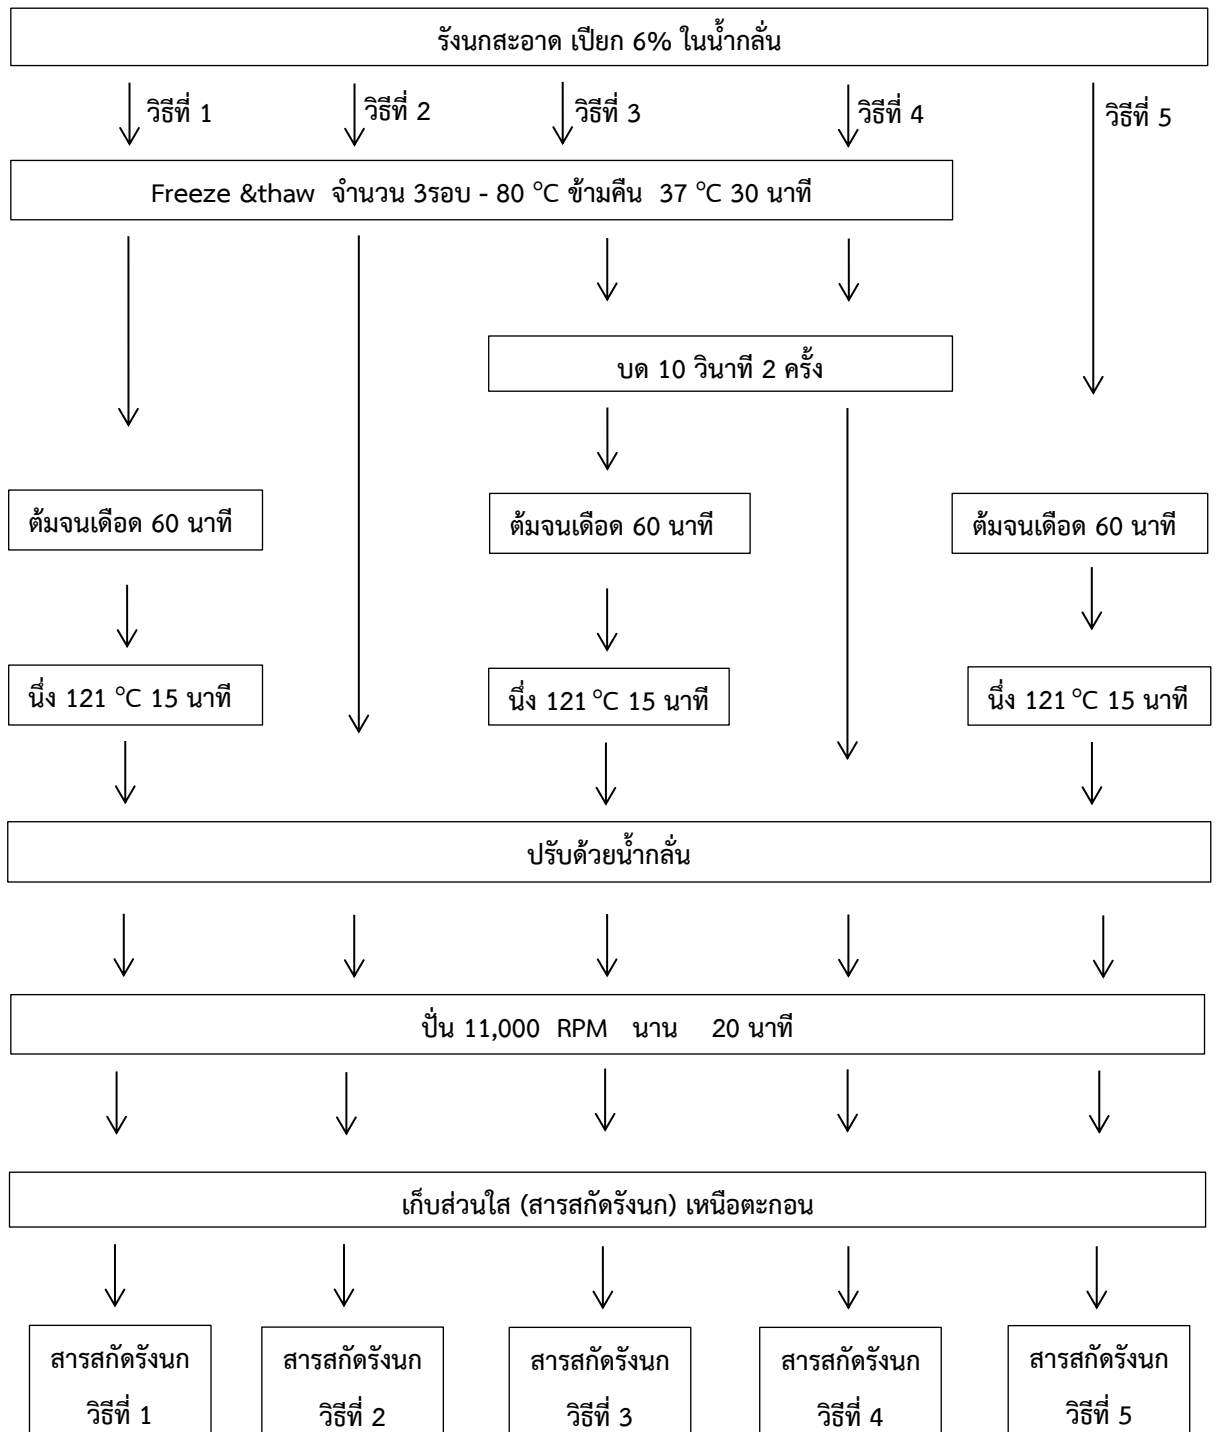 รังนกสะอาด เปียก 6% ในน้ำกลั่น
วิธีที่ 1
วิธีที่ 2
วิธีที่ 3
วิธีที่ 4
วิธีที่ 5
Freeze &thaw จำนวน 3รอบ - 80 °C ข้ามคืน 37 °C 30 นาที
บด 10 วินาที 2 ครั้ง
ต้มจนเดือด 60 นาที
ต้มจนเดือด 60 นาที
ต้มจนเดือด 60 นาที
นึ่ง 121 °C 15 นาที
นึ่ง 121 °C 15 นาที
นึ่ง 121 °C 15 นาที
ปรับด้วยน้ำกลั่น
ปั่น 11,000 RPM นาน 20 นาที
เก็บส่วนใส (สารสกัดรังนก) เหนือตะกอน
สารสกัดรังนก
วิธีที่ 1
สารสกัดรังนก
วิธีที่ 2
สารสกัดรังนก
วิธีที่ 3
สารสกัดรังนก
วิธีที่ 4
สารสกัดรังนก
วิธีที่ 5